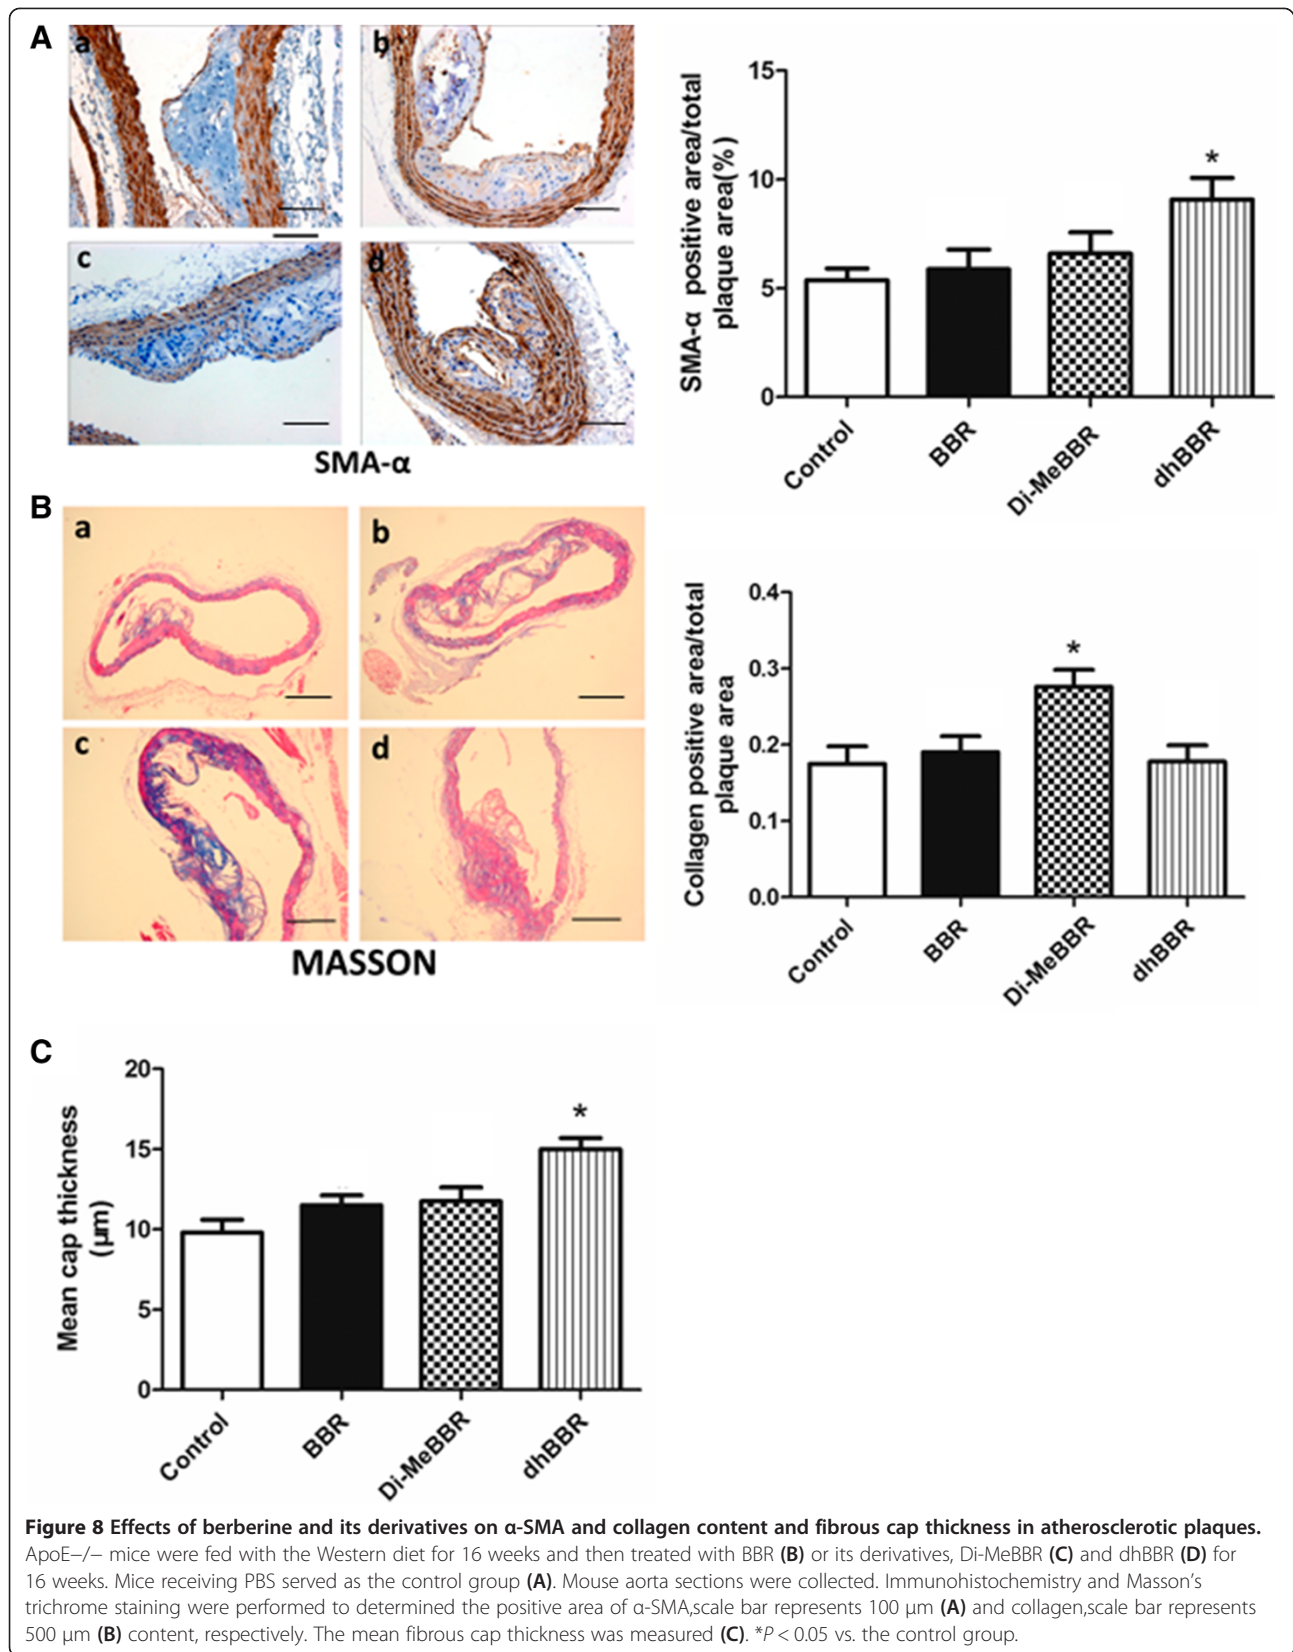 A
a
b
c
d
SMA-α
SMA-α positive area/total
plaque area(%)
15
10
5
0
*
Control
BBR
Di-MeBBR
dhBBR
B
a
b
c
d
MASSON
Collagen positive area/total
plaque area
0.4
0.3
0.2
0.1
0.0
*
Control
BBR
Di-MeBBR
dhBBR
C
Mean cap thickness
(μm)
20
15
10
5
0
*
Control
BBR
Di-MeBBR
dhBBR
Figure 8 Effects of berberine and its derivatives on α-SMA and collagen content and fibrous cap thickness in atherosclerotic plaques.
ApoE−/− mice were fed with the Western diet for 16 weeks and then treated with BBR (B) or its derivatives, Di-MeBBR (C) and dhBBR (D) for
16 weeks. Mice receiving PBS served as the control group (A). Mouse aorta sections were collected. Immunohistochemistry and Masson's
trichrome staining were performed to determined the positive area of α-SMA,scale bar represents 100 μm (A) and collagen,scale bar represents
500 μm (B) content, respectively. The mean fibrous cap thickness was measured (C). *P < 0.05 vs. the control group.